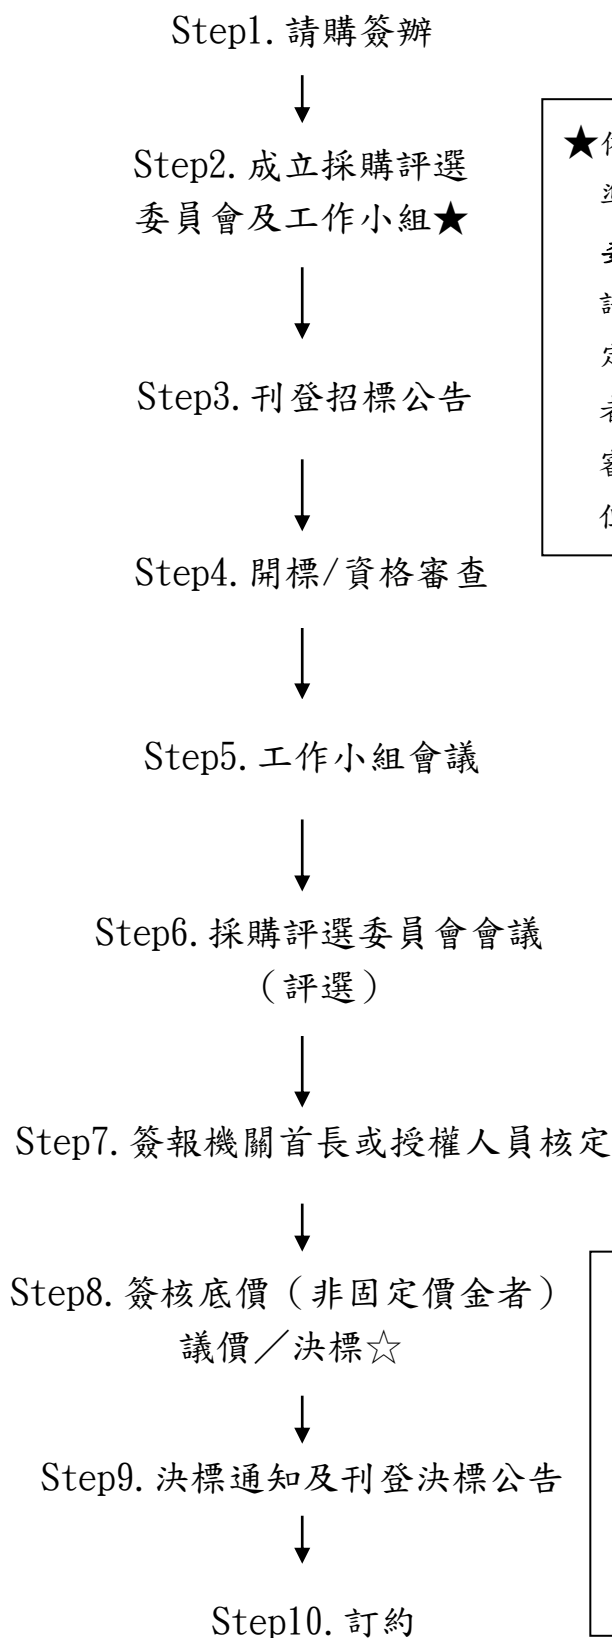 Step1.請購簽辦
Step2.成立採購評選
委員會及工作小組★
Step3.刊登招標公告
Step4.開標/資格審查
Step5.工作小組會議
Step6.採購評選委員會會議
（評選）
Step7.簽報機關首長或授權人員核定
Step8.簽核底價（非固定價金者）
議價／決標☆
Step9.決標通知及刊登決標公告
Step10.訂約
★